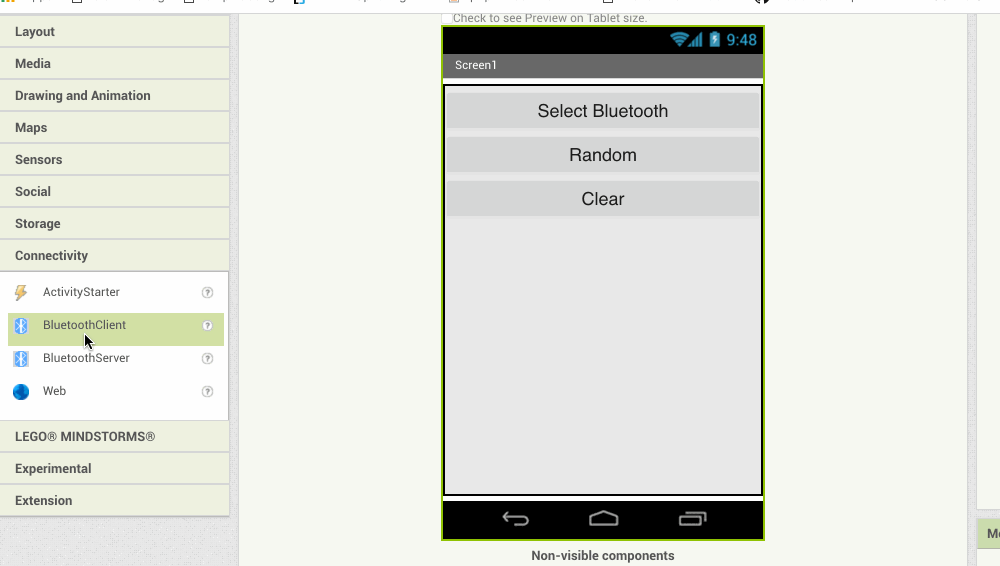 Layout
Media
Drawing and Animation
Maps
Sensors
Social
Storage
Connectivity
ActivityStarter
BluetoothClient
BluetoothServer
Web
LEGO® MINDSTORMS®
Experimental
Extension
Check to see Preview on Tablet size.
9:48
Screen1
Select Bluetooth
Random
Clear
Non-visible components